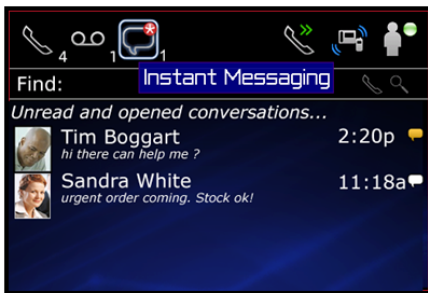 4 1 1
Instant Messaging
Find:
Unread and opened conversations...
Tim Boggart 2:20p
hi there can help me ?
Sandra White 11:18a
urgent order coming. Stock ok!